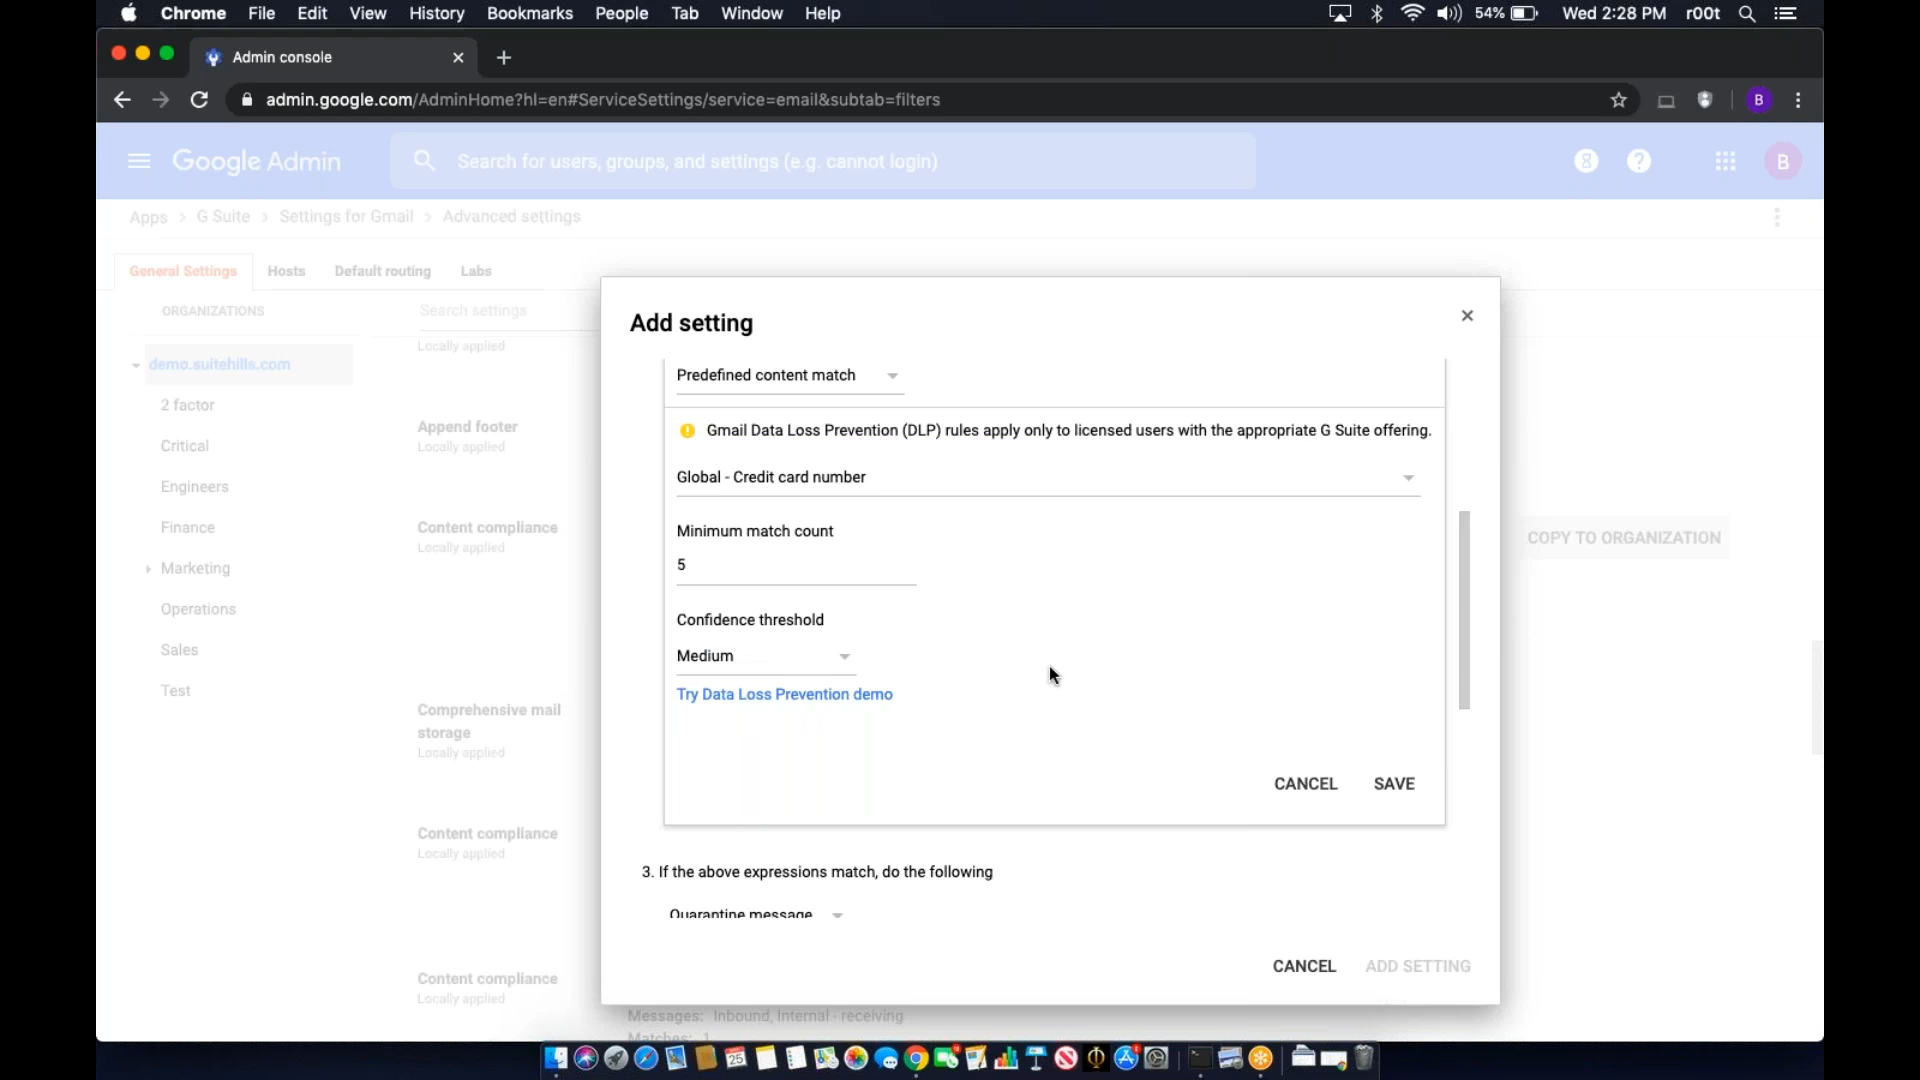 Chrome File Edit View History Bookmarks People Tab Window Help 54% Wed 2:28 PM r00t
Admin console
admin.google.com/AdminHome?hl=en#ServiceSettings/service=email&subtab=filters B
Google Admin Search for users, groups, and settings (e.g. cannot login) B
Apps > G Suite > Settings for Gmail > Advanced settings
General Settings Hosts Default routing Labs
ORGANIZATIONS
demo.suitehills.com
2 factor
Critical
Engineers
Finance
Marketing
Operations
Sales
Test
Search settings
Locally applied
Append footer
Locally applied
Content compliance
Locally applied
Comprehensive mail
storage
Locally applied
Content compliance
Locally applied
Content compliance
Locally applied
COPY TO ORGANIZATION
Add setting
Predefined content match
Gmail Data Loss Prevention (DLP) rules apply only to licensed users with the appropriate G Suite offering.
Global - Credit card number
Minimum match count
5
Confidence threshold
Medium
Try Data Loss Prevention demo
CANCEL SAVE
3. If the above expressions match, do the following
Quarantine message
CANCEL ADD SETTING
Messages: Inbound, Internal - receiving
Matches: 1
25